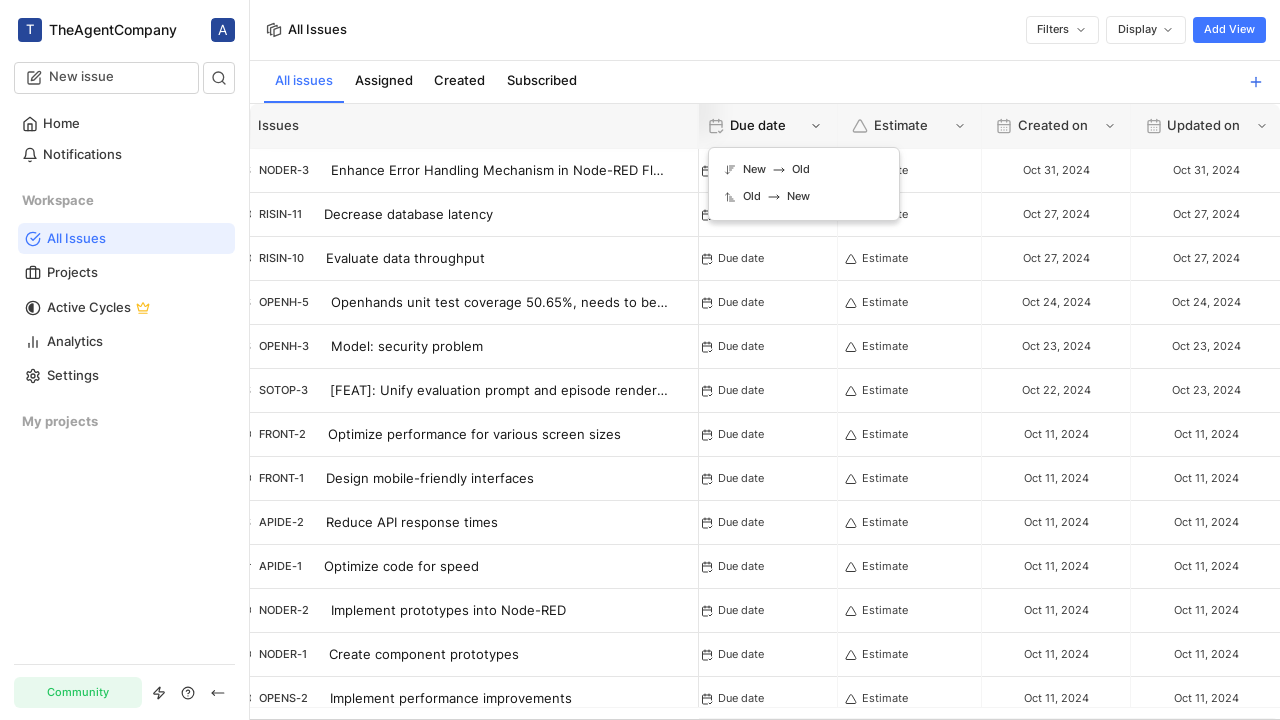 T TheAgentCompany A
New issue
Home
Notifications
Workspace
All Issues
Projects
Active Cycles
Analytics
Settings
My projects
Community
All Issues
Filters Display Add View
All issues Assigned Created Subscribed
Issues Due date Estimate Created on Updated on
New → Old
Old → New
NODER-3 Enhance Error Handling Mechanism in Node-RED Fl... Oct 31, 2024 Oct 31, 2024
RISIN-11 Decrease database latency Oct 27, 2024 Oct 27, 2024
RISIN-10 Evaluate data throughput Due date Estimate Oct 27, 2024 Oct 27, 2024
OPENH-5 Openhands unit test coverage 50.65%, needs to be... Due date Estimate Oct 24, 2024 Oct 24, 2024
OPENH-3 Model: security problem Due date Estimate Oct 23, 2024 Oct 23, 2024
SOTOP-3 [FEAT]: Unify evaluation prompt and episode render... Due date Estimate Oct 22, 2024 Oct 23, 2024
FRONT-2 Optimize performance for various screen sizes Due date Estimate Oct 11, 2024 Oct 11, 2024
FRONT-1 Design mobile-friendly interfaces Due date Estimate Oct 11, 2024 Oct 11, 2024
APIDE-2 Reduce API response times Due date Estimate Oct 11, 2024 Oct 11, 2024
APIDE-1 Optimize code for speed Due date Estimate Oct 11, 2024 Oct 11, 2024
NODER-2 Implement prototypes into Node-RED Due date Estimate Oct 11, 2024 Oct 11, 2024
NODER-1 Create component prototypes Due date Estimate Oct 11, 2024 Oct 11, 2024
OPENS-2 Implement performance improvements Due date Estimate Oct 11, 2024 Oct 11, 2024